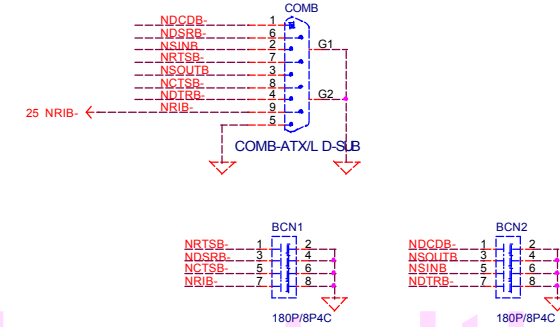 COMB
NDCDB- 1
NDSRB- 6
NSINB 2
NRTSB- 7 G1
NSOUTB 3
NCTSB- 8
NDTRB- 4 G2
25 NRIB- NRIB- 9
5
COMB-ATX/L D-SUB
BCN1
NRTSB- 1 2
NDSRB- 3 4
NCTSB- 5 6
NRIB- 7 8
180P/8P4C
BCN2
NDCDB- 1 2
NSOUTB 3 4
NSINB 5 6
NDTRB- 7 8
180P/8P4C